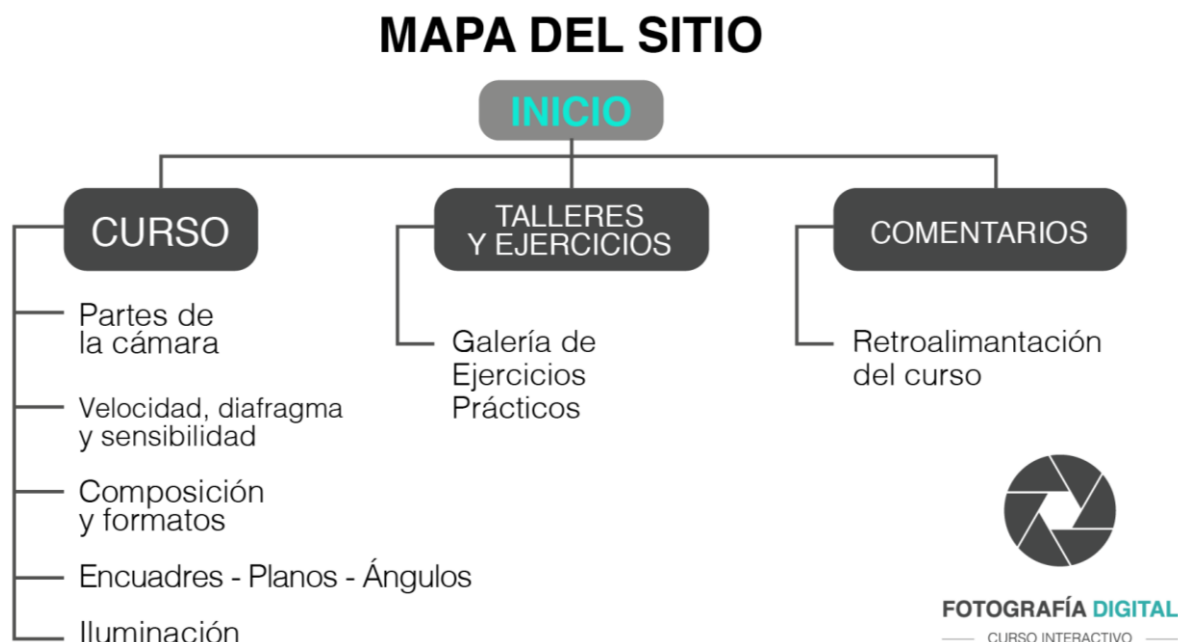 MAPA DEL SITIO
INICIO
CURSO
Partes de
la cámara
Velocidad, diafragma
y sensibilidad
Composición
y formatos
Encuadres - Planos - Ángulos
Iluminación
TALLERES
Y EJERCICIOS
Galería de
Ejercicios
Prácticos
COMENTARIOS
Retroalimantación
del curso
FOTOGRAFÍA DIGITAL
CURSO INTERACTIVO